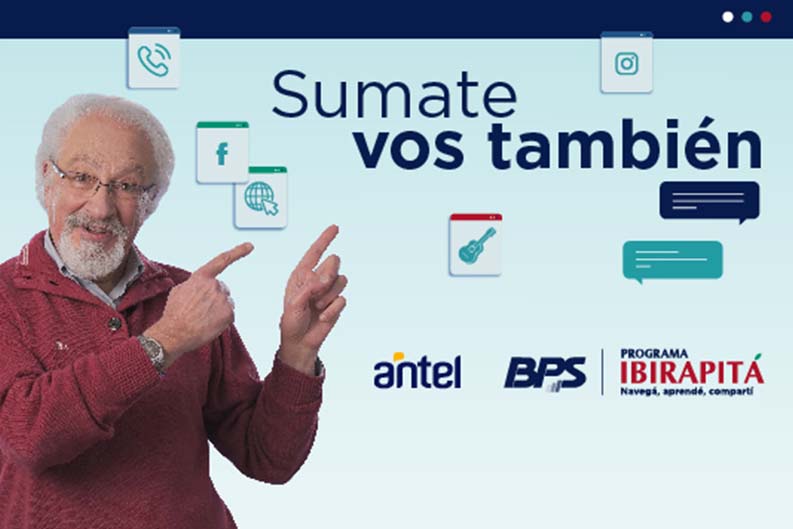 Sumate
vos también
f
antel
BPS
PROGRAMA
IBIRAPITÁ
Navegá, aprendé, compartí